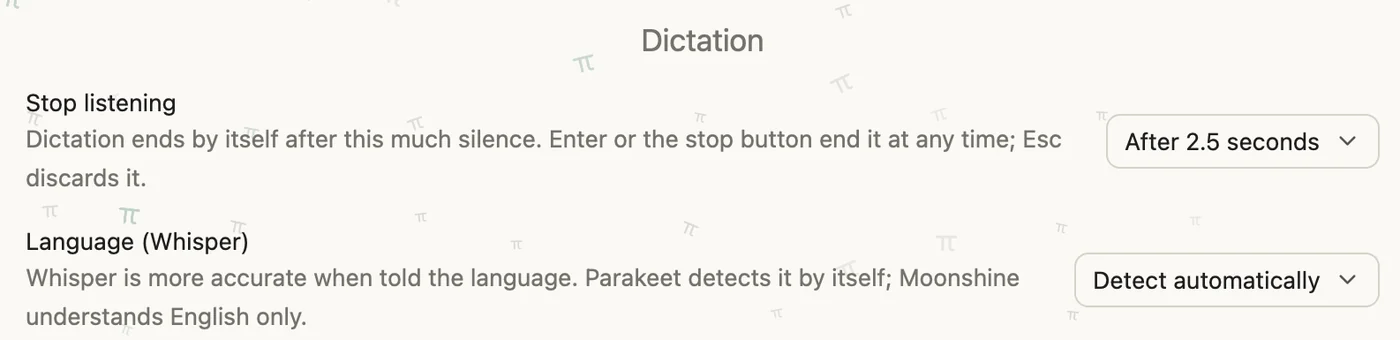 Dictation
Stop listening
Dictation ends by itself after this much silence. Enter or the stop button end it at any time; Esc
discards it.
After 2.5 seconds
Language (Whisper)
Whisper is more accurate when told the language. Parakeet detects it by itself; Moonshine
understands English only.
Detect automatically